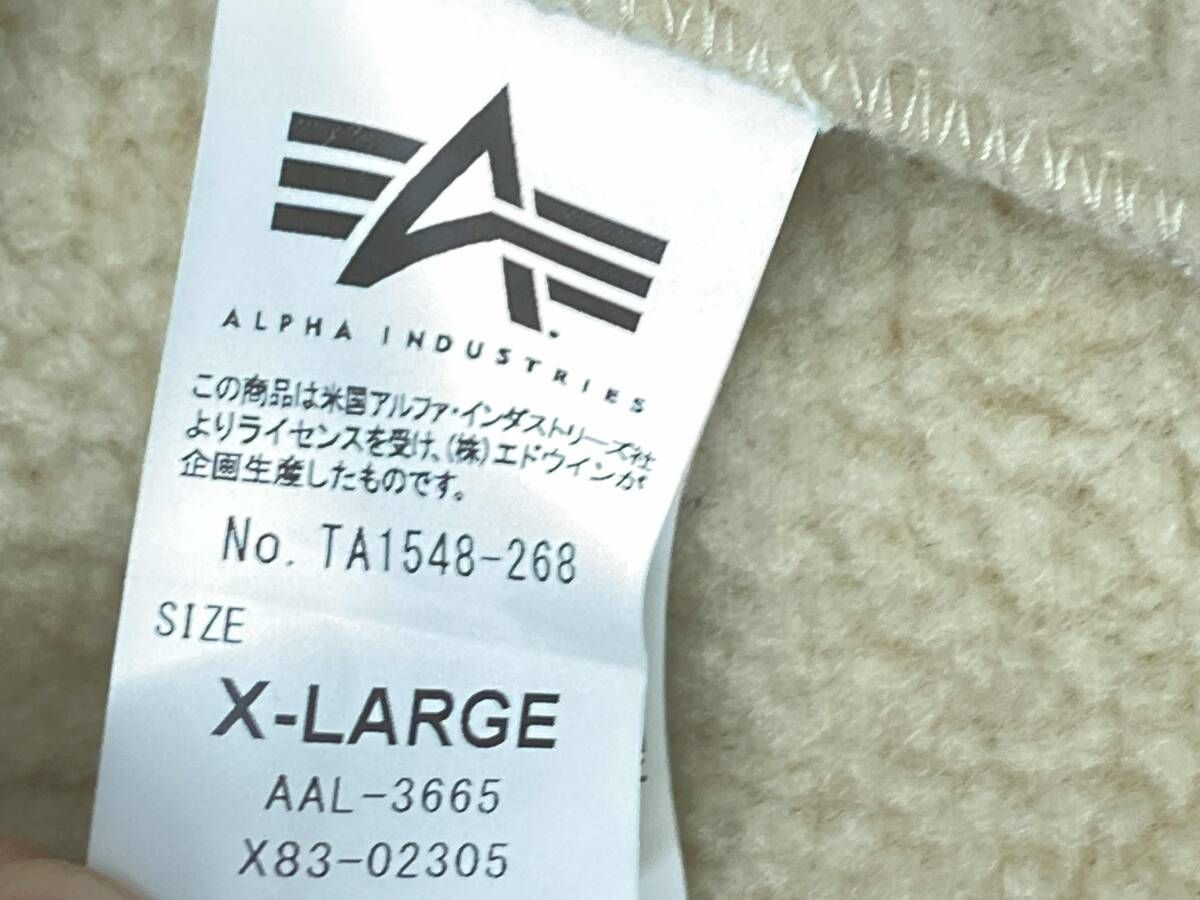 ALPHA INDUSTRIES
この商品は米国アルファ・インダストリーズ社
よりライセンスを受け、(株)エドウインが
企画生産したものです。
No. TA1548-268
SIZE
X-LARGE
AAL-3665
X83-02305